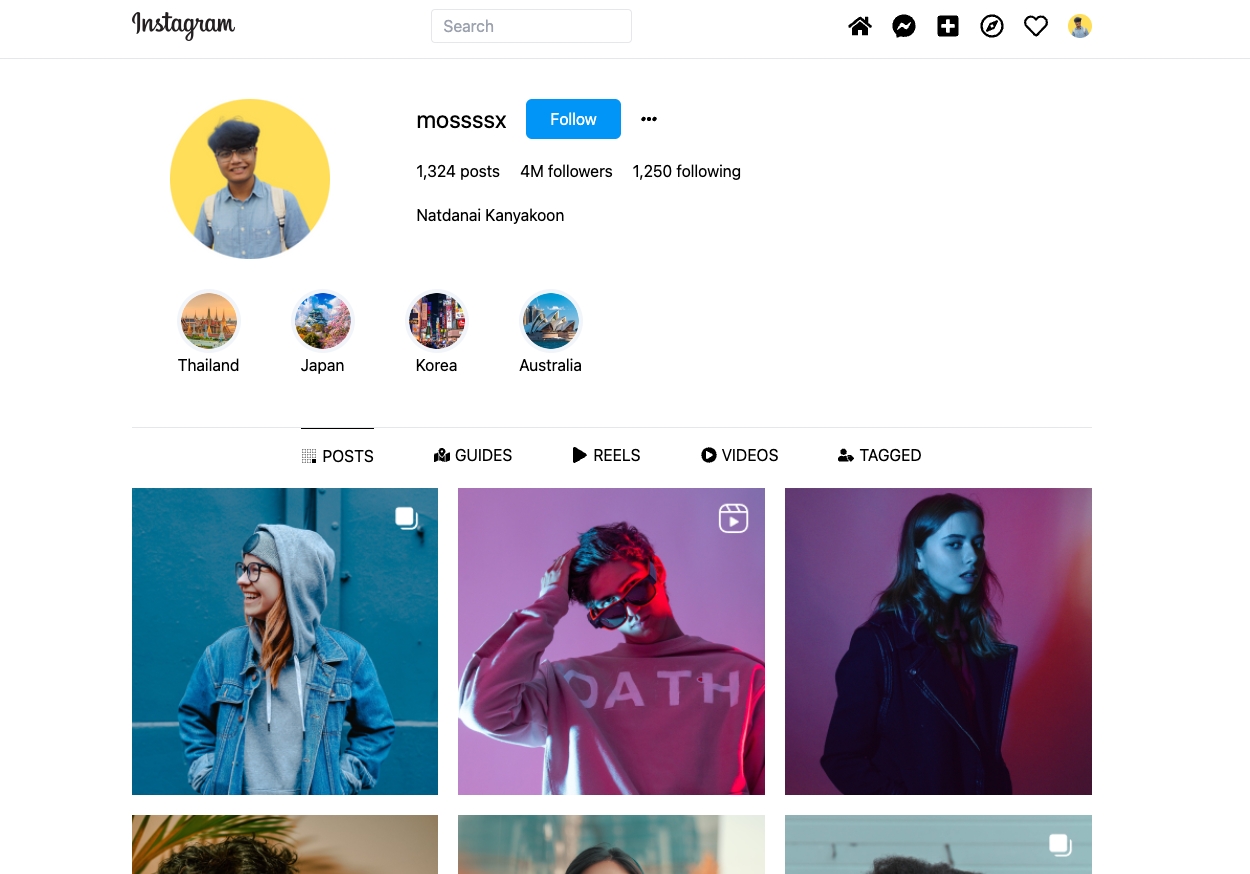 Instagram
Search
mossssx
Follow
1,324 posts 4M followers 1,250 following
Natdanai Kanyakoon
Thailand Japan Korea Australia
POSTS GUIDES REELS VIDEOS TAGGED
OATH